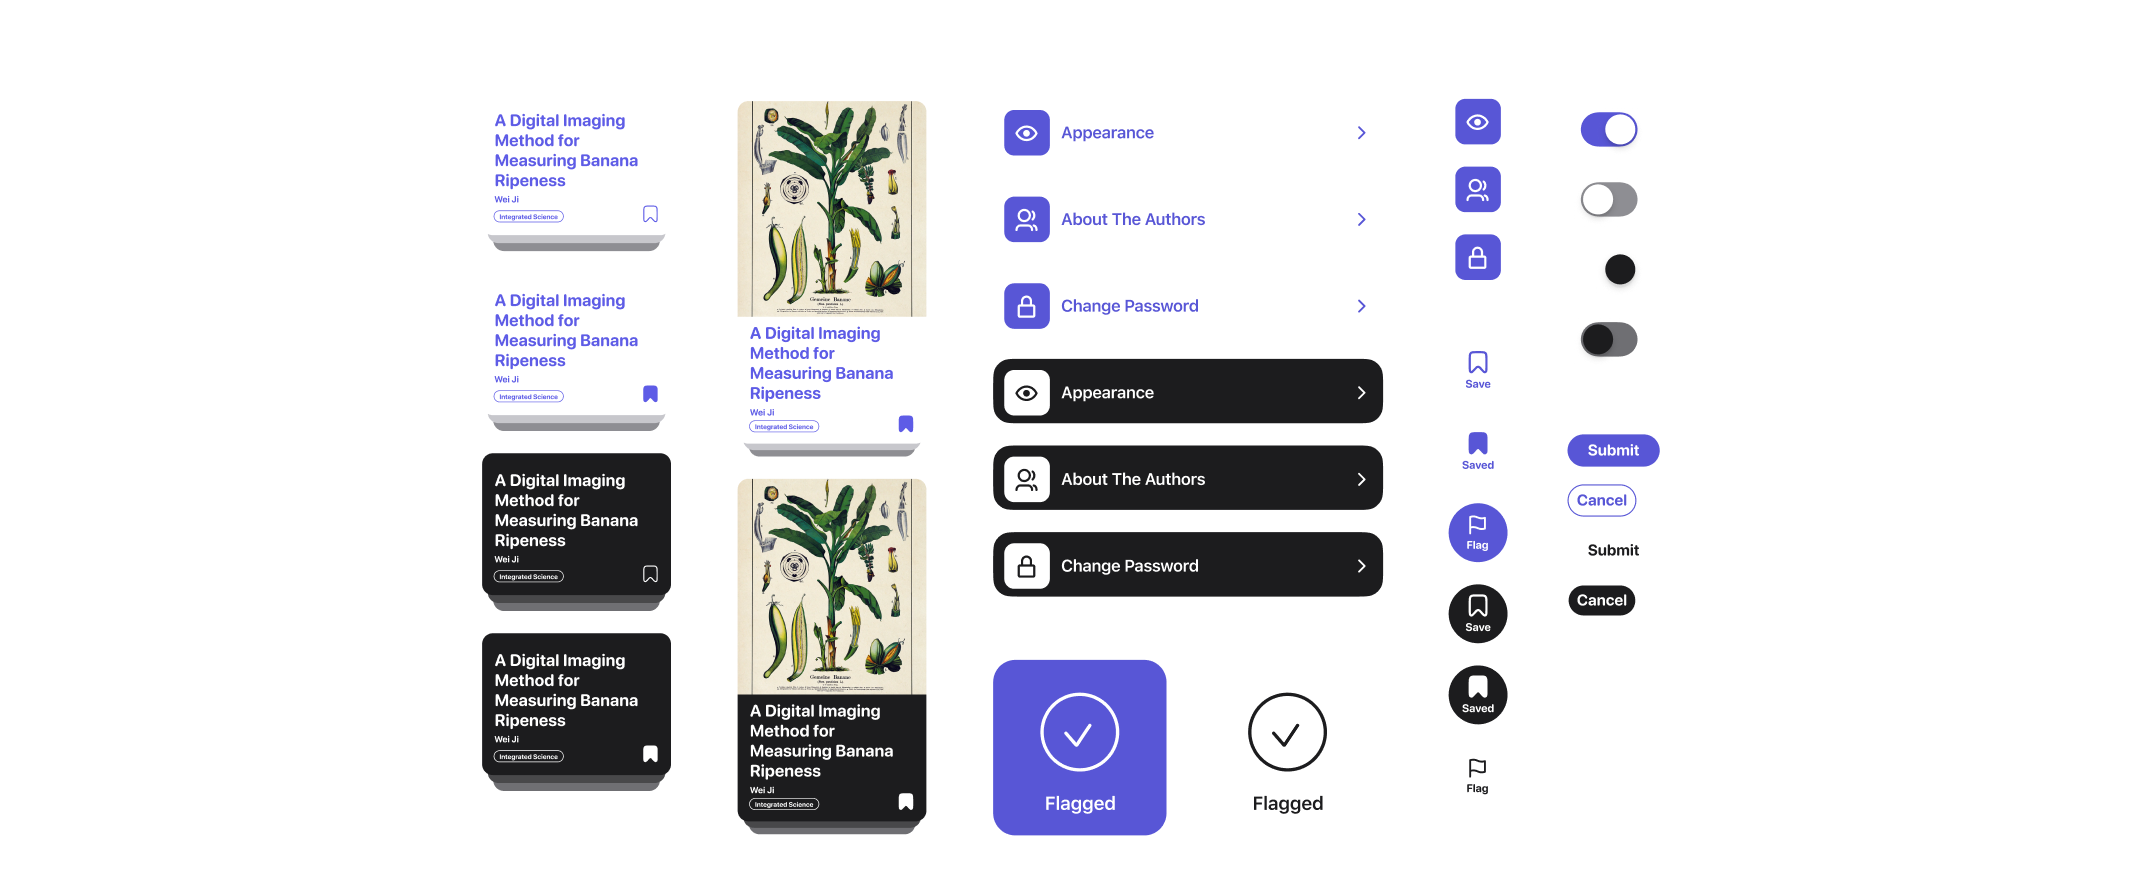 A Digital Imaging
Method for
Measuring Banana
Ripeness
Wei Ji
Integrated Science
A Digital Imaging
Method for
Measuring Banana
Ripeness
Wei Ji
Integrated Science
A Digital Imaging
Method for
Measuring Banana
Ripeness
Wei Ji
Integrated Science
A Digital Imaging
Method for
Measuring Banana
Ripeness
Wei Ji
Integrated Science
Gemeine Banane
A Digital Imaging
Method for
Measuring Banana
Ripeness
Wei Ji
Integrated Science
Gemeine Banane
A Digital Imaging
Method for
Measuring Banana
Ripeness
Wei Ji
Integrated Science
Appearance
About The Authors
Change Password
Appearance
About The Authors
Change Password
Flagged
Flagged
Save
Saved
Flag
Save
Saved
Flag
Submit
Cancel
Submit
Cancel